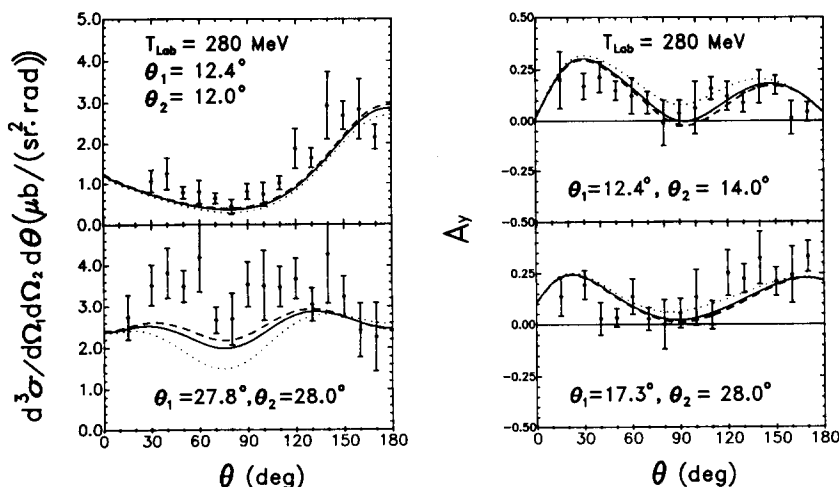 d³σ/dΩ₁dΩ₂dθ(μb/(sr². rad))
5.0
4.0
3.0
2.0
1.0
0.0
T_Lab = 280 MeV
θ₁ = 12.4°
θ₂ = 12.0°
4.0
3.0
2.0
1.0
0.0
θ₁=27.8°,θ₂=28.0°
0 30 60 90 120 150 180
θ (deg)
A_y
0.50
0.25
0.00
-0.25
-0.50
T_Lab = 280 MeV
θ₁=12.4°, θ₂ = 14.0°
0.25
0.00
-0.25
-0.50
θ₁=17.3°, θ₂ = 28.0°
0 30 60 90 120 150 180
θ (deg)